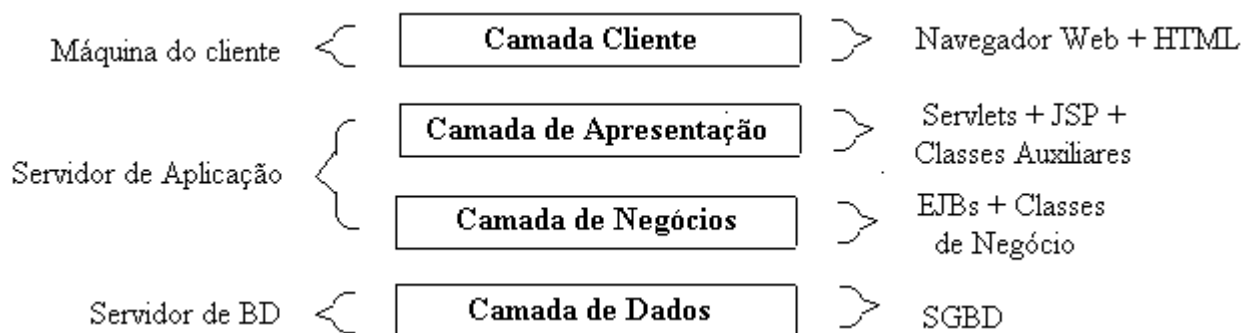 Máquina do cliente
Camada Cliente
Navegador Web + HTML
Servidor de Aplicação
Camada de Apresentação
Servlets + JSP +
Classes Auxiliares
Camada de Negócios
EJBs + Classes
de Negócio
Servidor de BD
Camada de Dados
SGBD